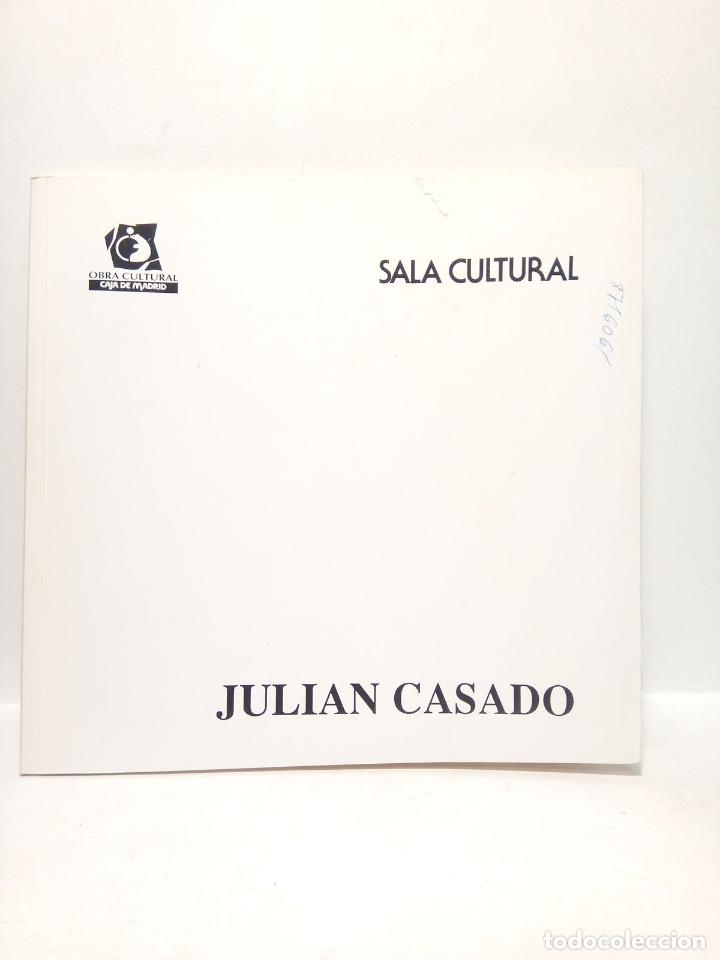 OBRA CULTURAL
CAJA DE MADRID
SALA CULTURAL
JULIAN CASADO
todocoleccion